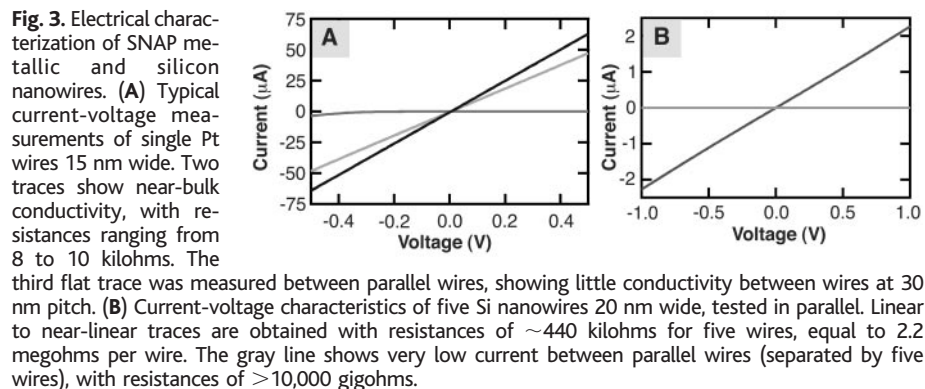 Fig. 3. Electrical charac-
terization of SNAP me-
tallic and silicon
nanowires. (A) Typical
current-voltage mea-
surements of single Pt
wires 15 nm wide. Two
traces show near-bulk
conductivity, with re-
sistances ranging from
8 to 10 kilohms. The
third flat trace was measured between parallel wires, showing little conductivity between wires at 30
nm pitch. (B) Current-voltage characteristics of five Si nanowires 20 nm wide, tested in parallel. Linear
to near-linear traces are obtained with resistances of ~440 kilohms for five wires, equal to 2.2
megohms per wire. The gray line shows very low current between parallel wires (separated by five
wires), with resistances of >10,000 gigohms.
A
Current (μA)
75
50
25
0
-25
-50
-75
-0.4 -0.2 0.0 0.2 0.4
Voltage (V)
B
Current (μA)
2
1
0
-1
-2
-1.0 -0.5 0.0 0.5 1.0
Voltage (V)